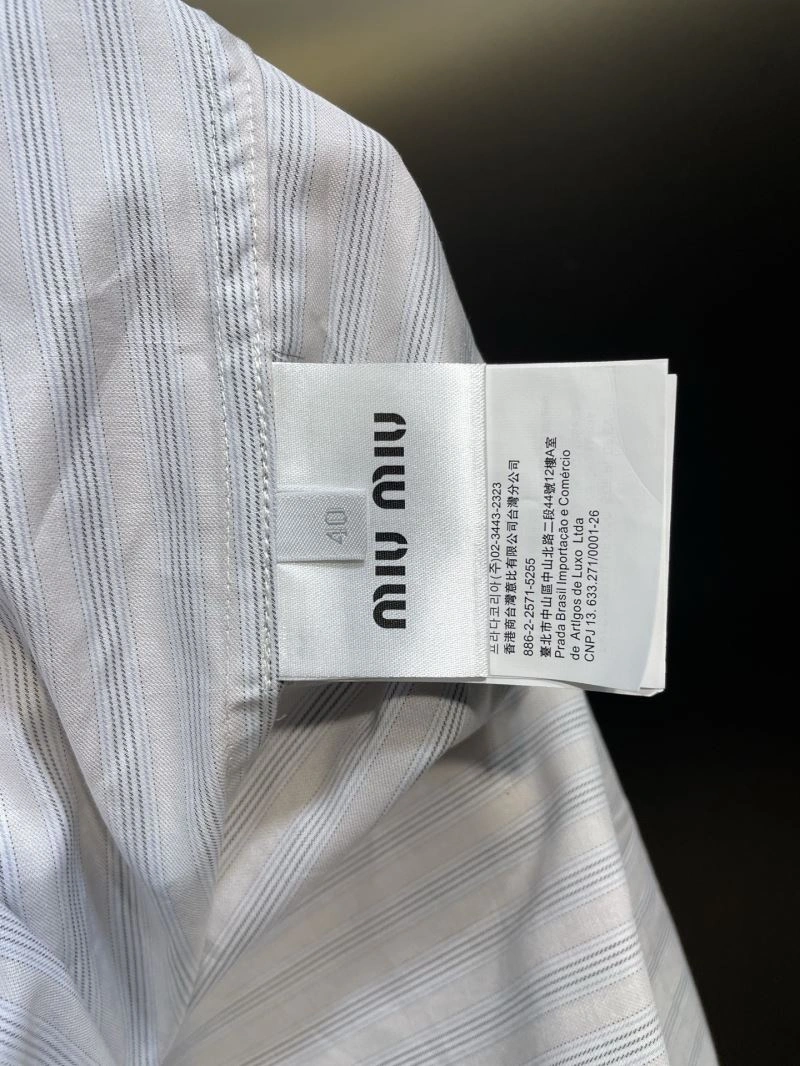 MIU MIU
40
프라다코리아(주)02-3443-2323
香港商台灣意比有限公司台灣分公司
886-2-2571-5255
臺北市中山區中山北路二段44號12樓A室
Prada Brasil Importação e Comércio
de Artigos de Luxo Ltda
CNPJ 13. 633.271/0001-26